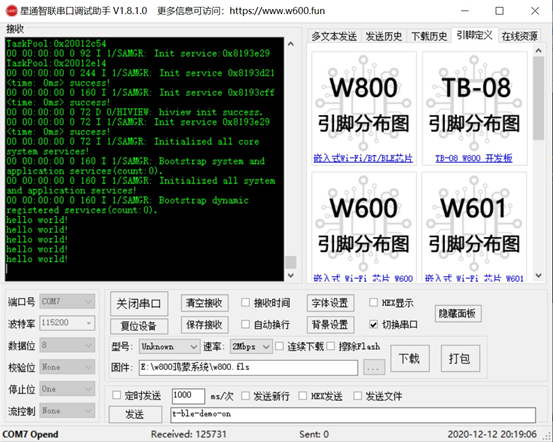 星通智联串口调试助手 V1.8.1.0 更多信息可访问: https://www.w600.fun
接收
TaskPool:0x20012c54
00 00:00:00 0 92 I 1/SAMGR: Init service:0x8193e29
TaskPool:0x20012e14
00 00:00:00 0 244 I 1/SAMGR: Init service 0x8193d21
<time: 0ms> success!
00 00:00:00 0 160 I 1/SAMGR: Init service 0x8193cff
<time: 0ms> success!
00 00:00:00 0 72 D 0/HIVIEW: hiview init success.
00 00:00:00 0 72 I 1/SAMGR: Init service 0x8193e29
<time: 0ms> success!
00 00:00:00 0 72 I 1/SAMGR: Initialized all core
system services!
00 00:00:00 0 160 I 1/SAMGR: Bootstrap system and
application services(count:0).
00 00:00:00 0 160 I 1/SAMGR: Initialized all system
and application services!
00 00:00:00 0 160 I 1/SAMGR: Bootstrap dynamic
registered services(count:0).
hello world!
hello world!
hello world!
hello world!
hello world!
多文本发送 发送历史 下载历史 引脚定义 在线资源
W800
引脚分布图
嵌入式Wi-Fi/BT/BLE芯片
TB-08
引脚分布图
TB-08 W800 开发板
W600
引脚分布图
嵌入式 Wi-Fi 芯片 W600
W601
引脚分布图
嵌入式 Wi-Fi 芯片 W601
端口号 COM7
波特率 115200
数据位 8
校验位 None
停止位 One
流控制 None
关闭串口 清空接收 接收时间 字体设置 HEX显示
复位设备 保存接收 自动换行 背景设置 切换串口
隐藏面板
型号: Unknown 速率: 2Mbps 连续下载 擦除Flash
固件: E:\w800鸿蒙系统\w800.fls ...
下载 打包
定时发送 1000 ms/次 发送新行 HEX发送 发送文件
发送 t-ble-demo-on
COM7 Opend Received: 125731 Sent: 0 2020-12-12 20:19:06